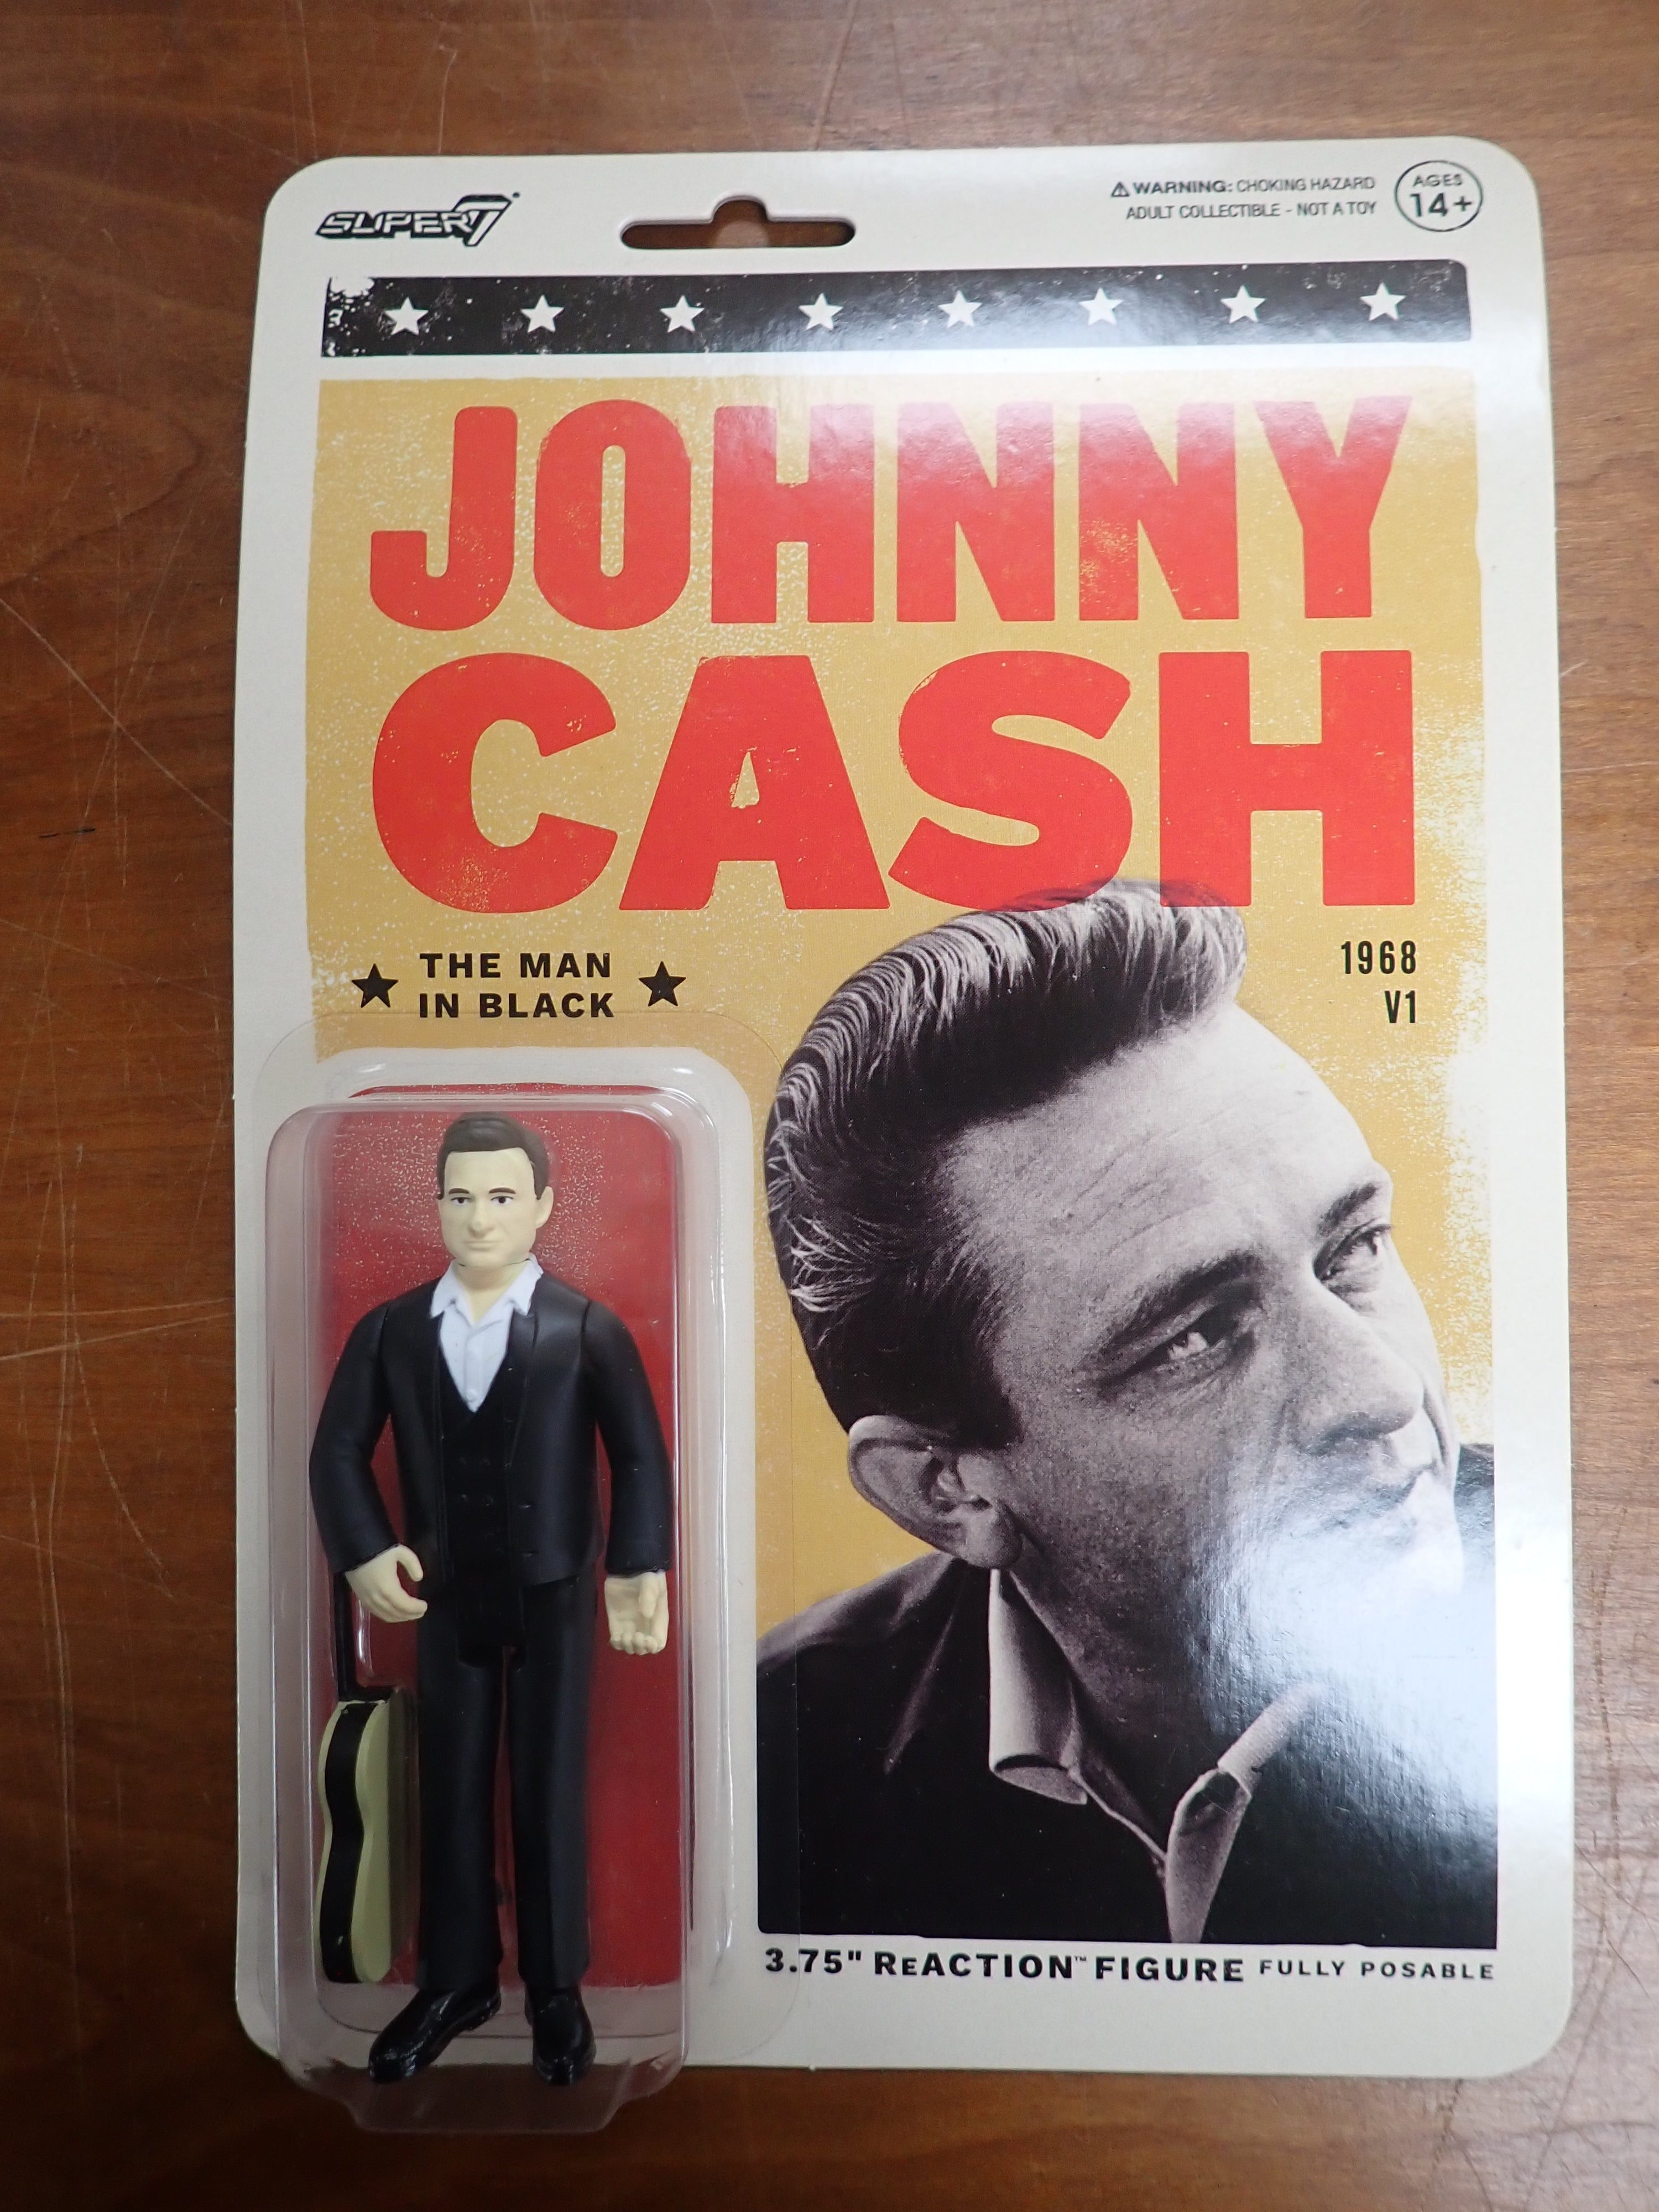 SUPER7
WARNING: CHOKING HAZARD
ADULT COLLECTIBLE - NOT A TOY
AGES
14+
JOHNNY
CASH
THE MAN
IN BLACK
1968
V1
3.75" ReACTION™ FIGURE FULLY POSABLE